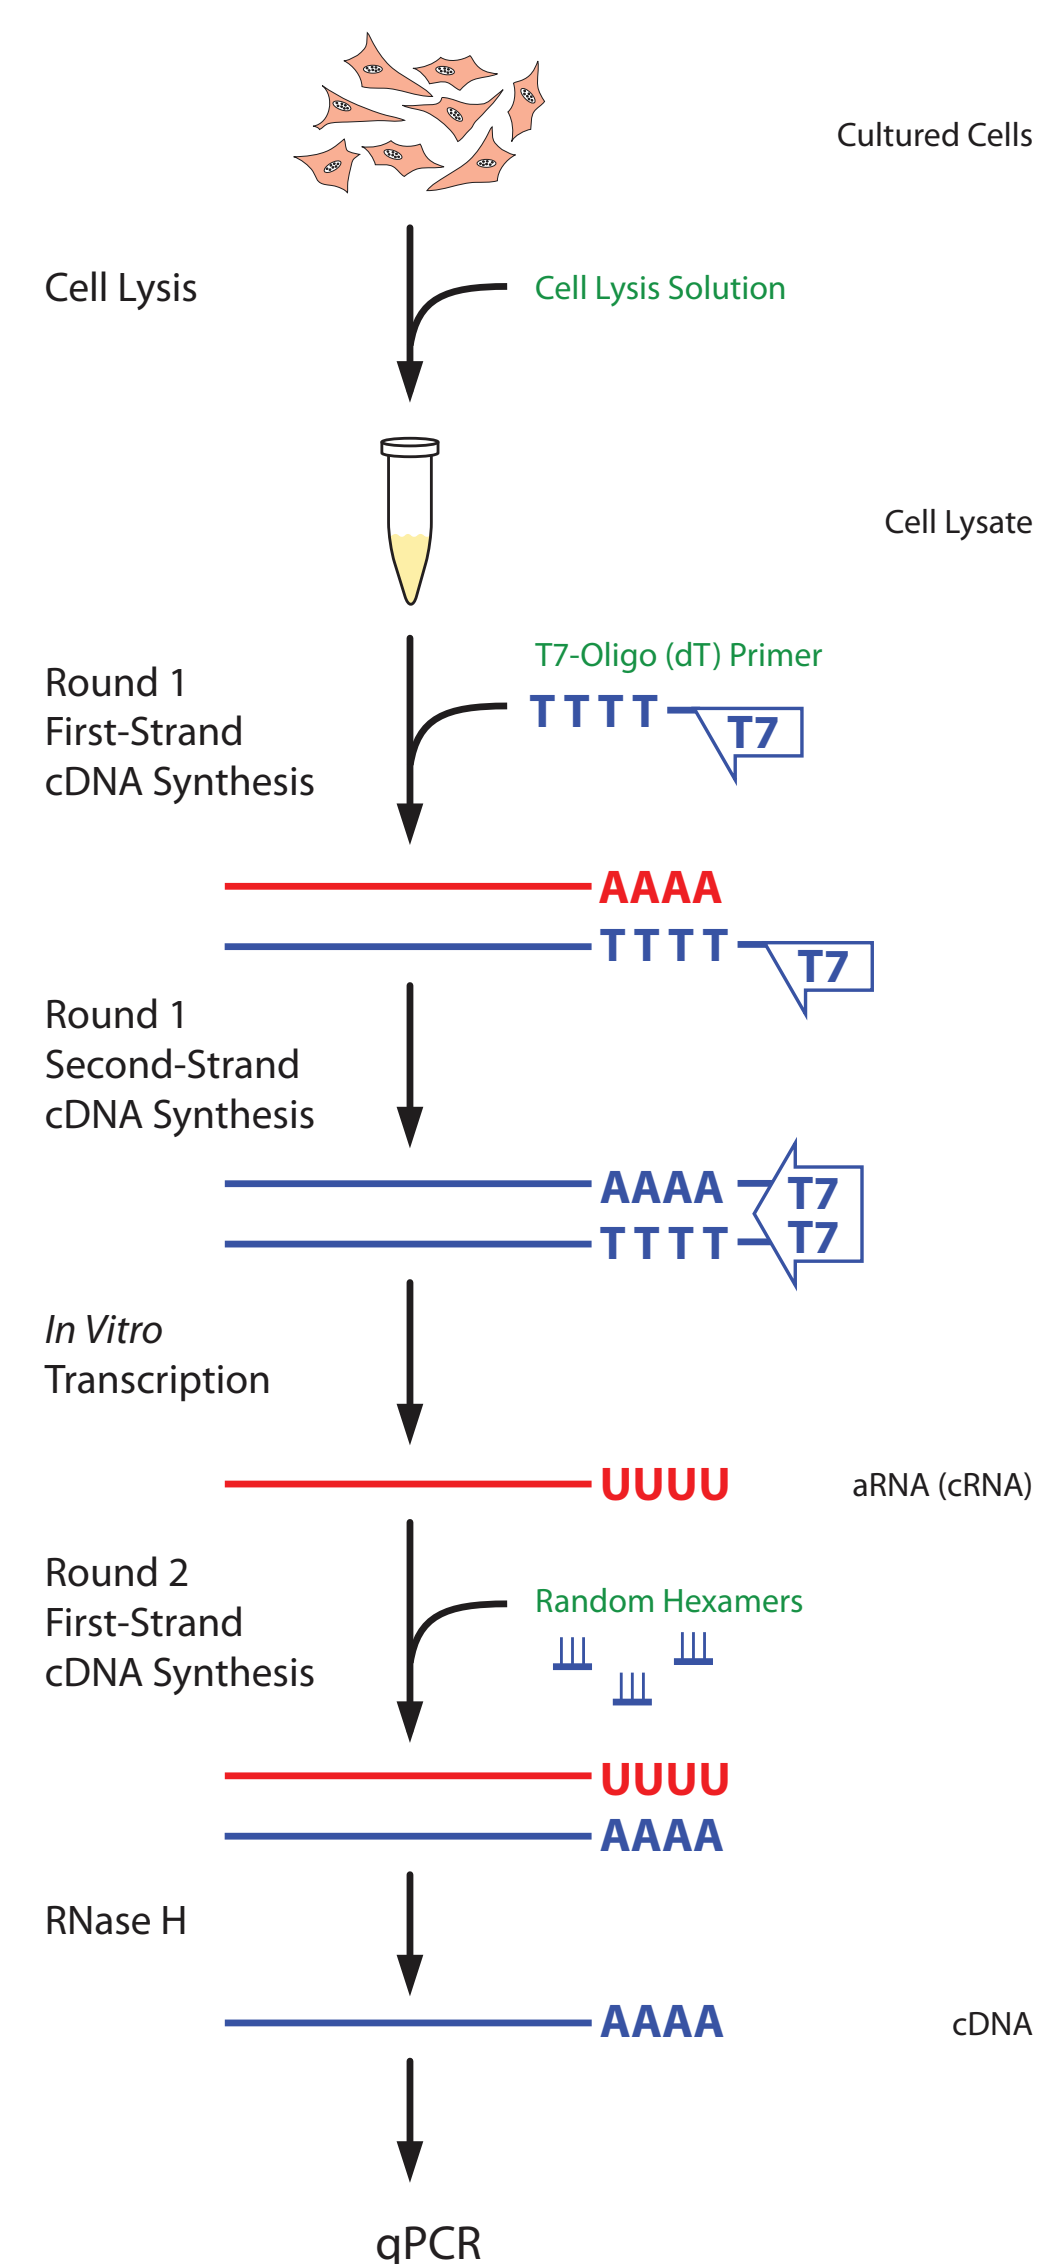 Cultured Cells
Cell Lysis
Cell Lysis Solution
Cell Lysate
T7-Oligo (dT) Primer
Round 1
First-Strand
cDNA Synthesis
TTTT
T7
AAAA
TTTT
T7
Round 1
Second-Strand
cDNA Synthesis
AAAA
T7
TTTT
T7
In Vitro
Transcription
UUUU
aRNA (cRNA)
Round 2
First-Strand
cDNA Synthesis
Random Hexamers
UUUU
AAAA
RNase H
AAAA
cDNA
qPCR